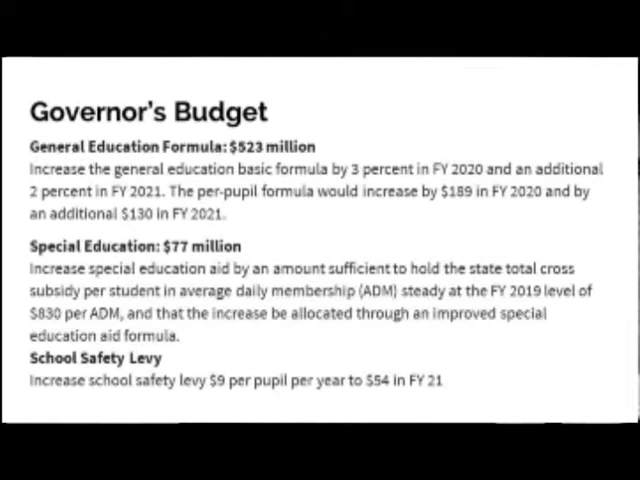 Governor's Budget
General Education Formula: $523 million
Increase the general education basic formula by 3 percent in FY 2020 and an additional
2 percent in FY 2021. The per-pupil formula would increase by $189 in FY 2020 and by
an additional $130 in FY 2021.
Special Education: $77 million
Increase special education aid by an amount sufficient to hold the state total cross
subsidy per student in average daily membership (ADM) steady at the FY 2019 level of
$830 per ADM, and that the increase be allocated through an improved special
education aid formula.
School Safety Levy
Increase school safety levy $9 per pupil per year to $54 in FY 21